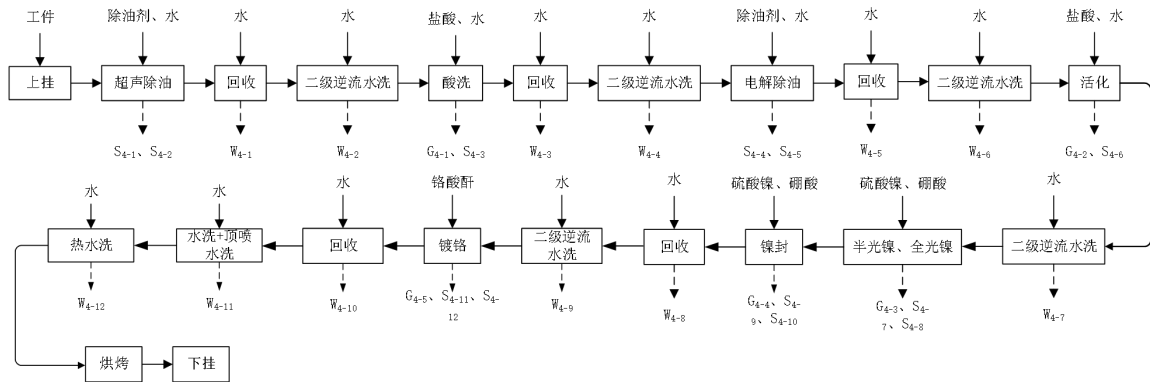 工件
除油剂、水
水
水
盐酸、水
水
水
除油剂、水
水
水
盐酸、水
上挂
超声除油
回收
二级逆流水洗
酸洗
回收
二级逆流水洗
电解除油
回收
二级逆流水洗
活化
S4-1、S4-2
W4-1
W4-2
G4-1、S4-3
W4-3
W4-4
S4-4、S4-5
W4-5
W4-6
G4-2、S4-6
水
水
水
铬酸酐
水
水
硫酸镍、硼酸
硫酸镍、硼酸
水
热水洗
水洗+顶喷
水洗
回收
镀铬
二级逆流
水洗
回收
镍封
半光镍、全光镍
二级逆流水洗
W4-12
W4-11
W4-10
G4-5、S4-11、S4-
12
W4-9
W4-8
G4-4、S4-
9、S4-10
G4-3、S4-
7、S4-8
W4-7
烘烤
下挂